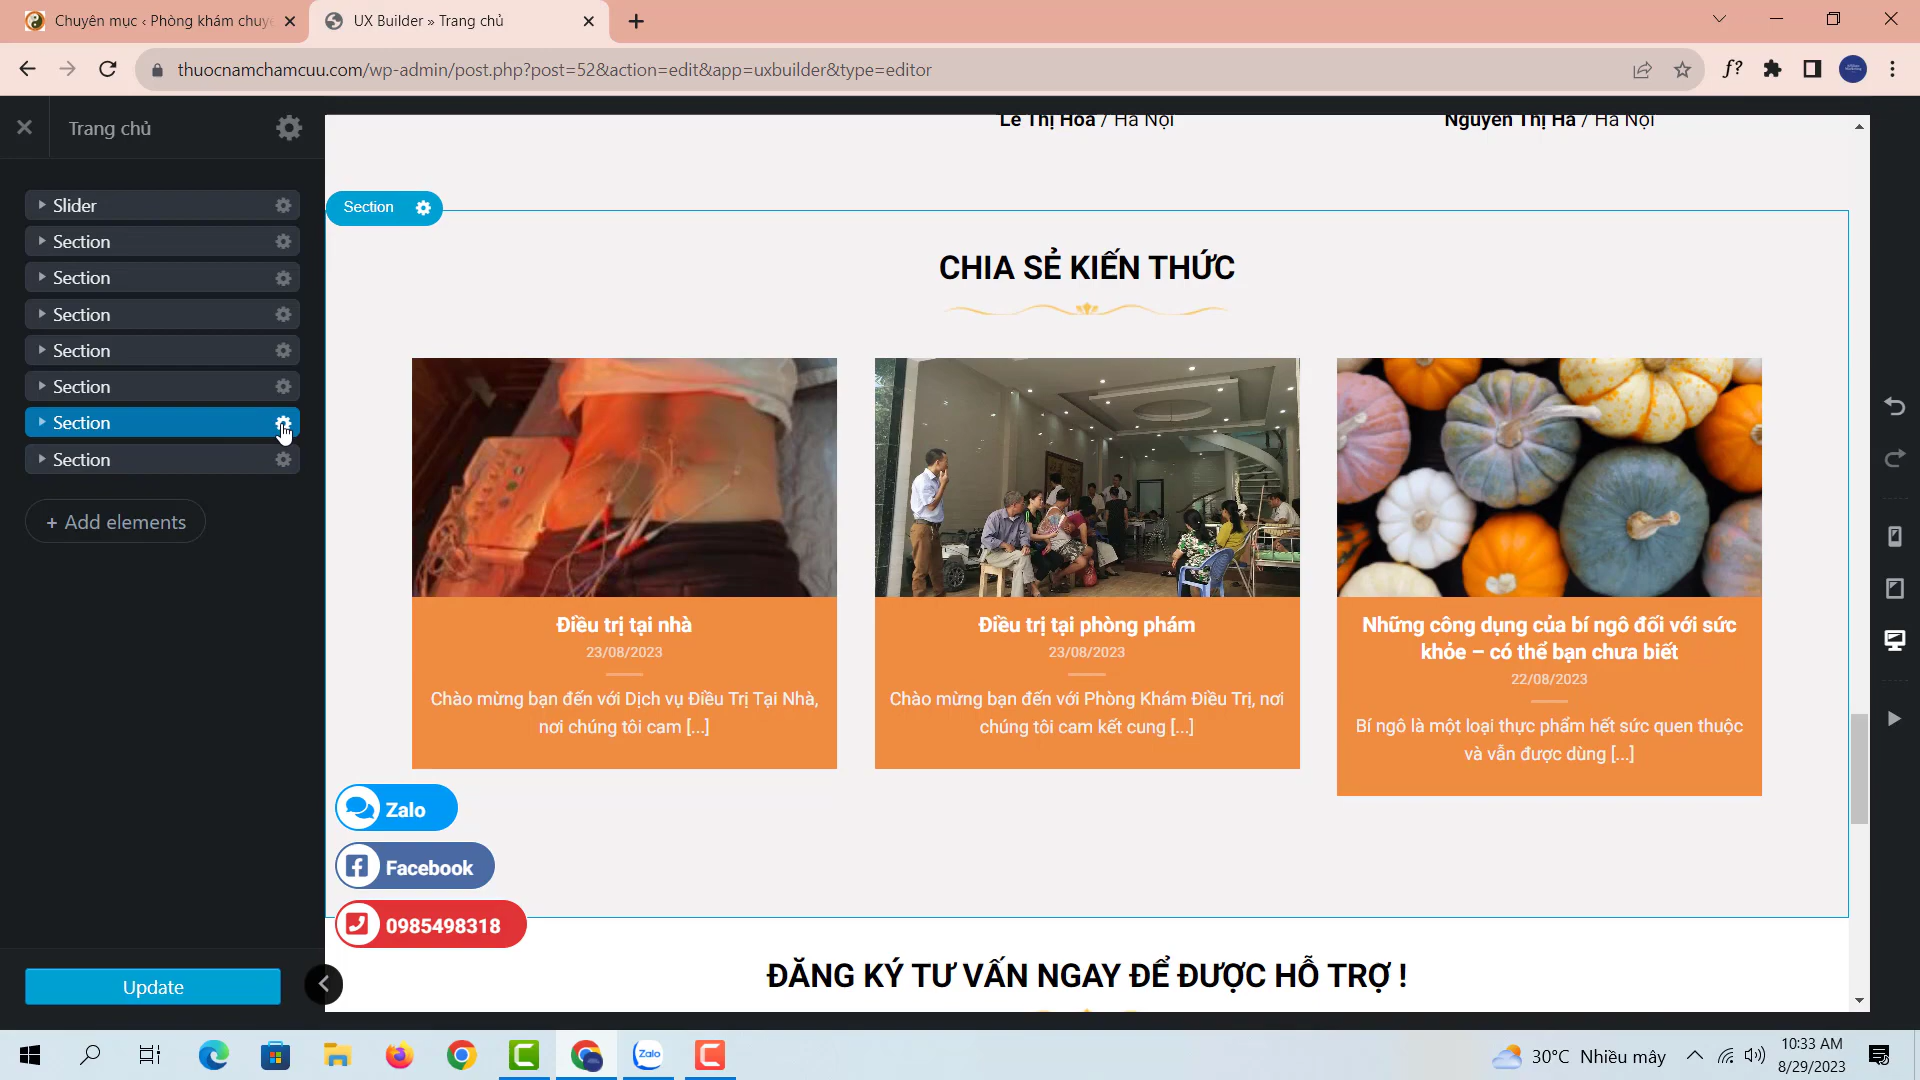 Chuyên mục ‹ Phòng khám chuyê
UX Builder » Trang chủ
thuocnamchamcuu.com/wp-admin/post.php?post=52&action=edit&app=uxbuilder&type=editor
f?
Trang chủ
Slider
Section
Section
Section
Section
Section
Section
Section
+ Add elements
Update
Lê Thị Hoa / Hà Nội
Nguyễn Thị Hà / Hà Nội
Section
CHIA SẺ KIẾN THỨC
Điều trị tại nhà
23/08/2023
Chào mừng bạn đến với Dịch vụ Điều Trị Tại Nhà,
nơi chúng tôi cam [...]
Điều trị tại phòng phám
23/08/2023
Chào mừng bạn đến với Phòng Khám Điều Trị, nơi
chúng tôi cam kết cung [...]
Những công dụng của bí ngô đối với sức
khỏe – có thể bạn chưa biết
22/08/2023
Bí ngô là một loại thực phẩm hết sức quen thuộc
và vẫn được dùng [...]
Zalo
Facebook
0985498318
ĐĂNG KÝ TƯ VẤN NGAY ĐỂ ĐƯỢC HỖ TRỢ !
Zalo
30°C Nhiều mây
10:33 AM
8/29/2023